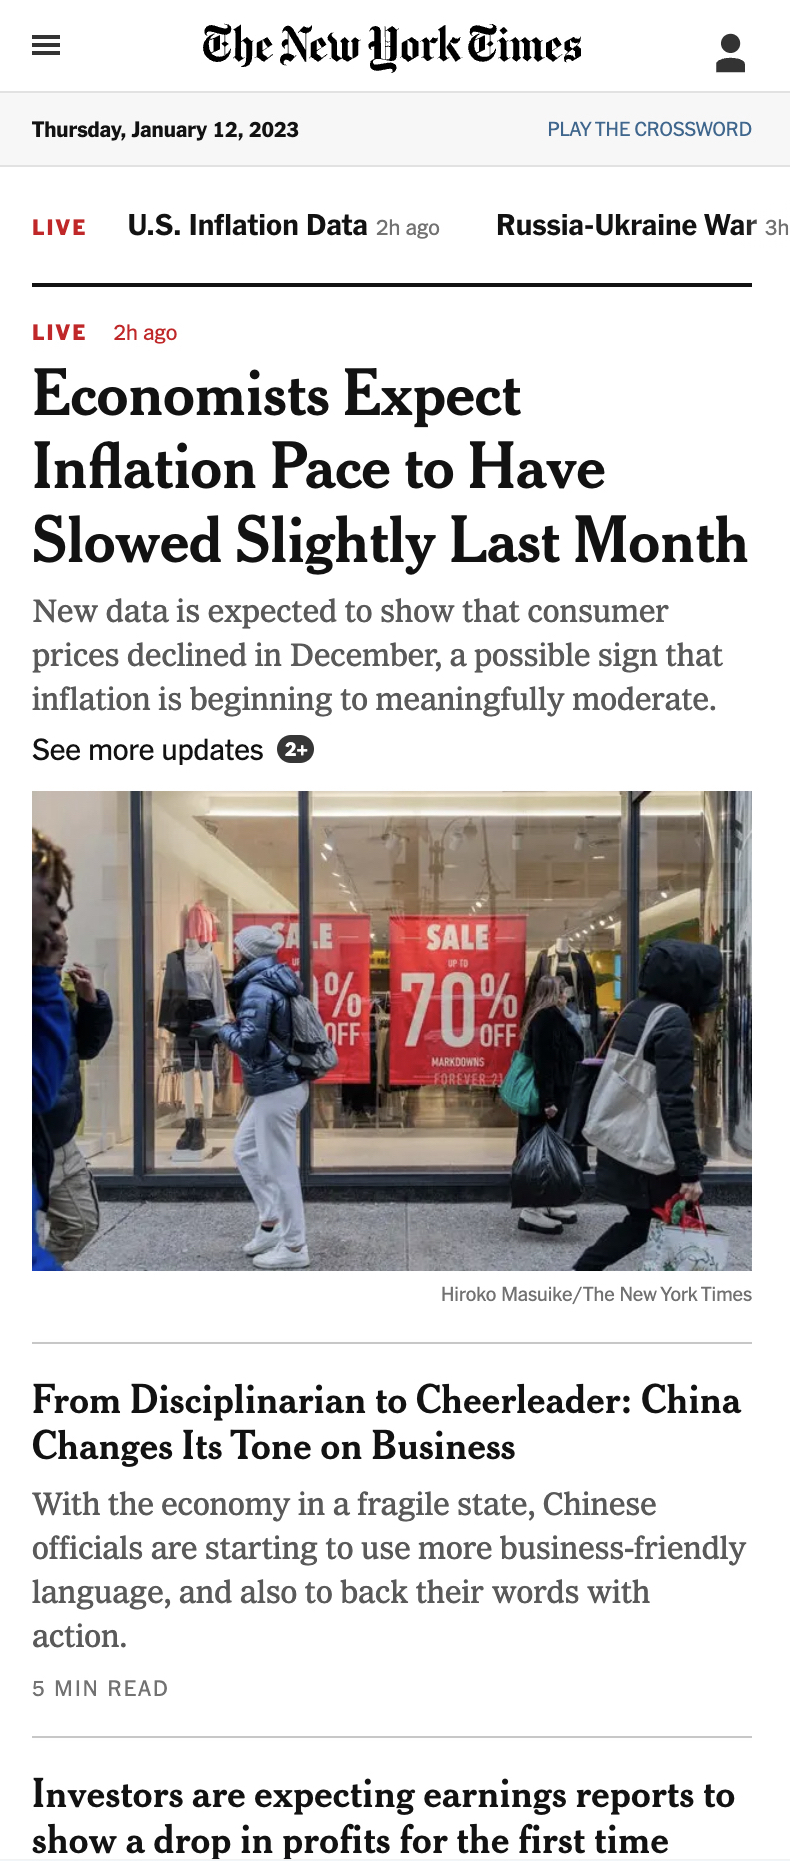 The New York Times
Thursday, January 12, 2023 PLAY THE CROSSWORD
LIVE U.S. Inflation Data 2h ago Russia-Ukraine War 3h
LIVE 2h ago
Economists Expect
Inflation Pace to Have
Slowed Slightly Last Month
New data is expected to show that consumer
prices declined in December, a possible sign that
inflation is beginning to meaningfully moderate.
See more updates 2+
SALE
%
OFF
SALE
UP TO
70%
OFF
MARKDOWNS
FOREVER 21
Hiroko Masuike/The New York Times
From Disciplinarian to Cheerleader: China
Changes Its Tone on Business
With the economy in a fragile state, Chinese
officials are starting to use more business-friendly
language, and also to back their words with
action.
5 MIN READ
Investors are expecting earnings reports to
show a drop in profits for the first time